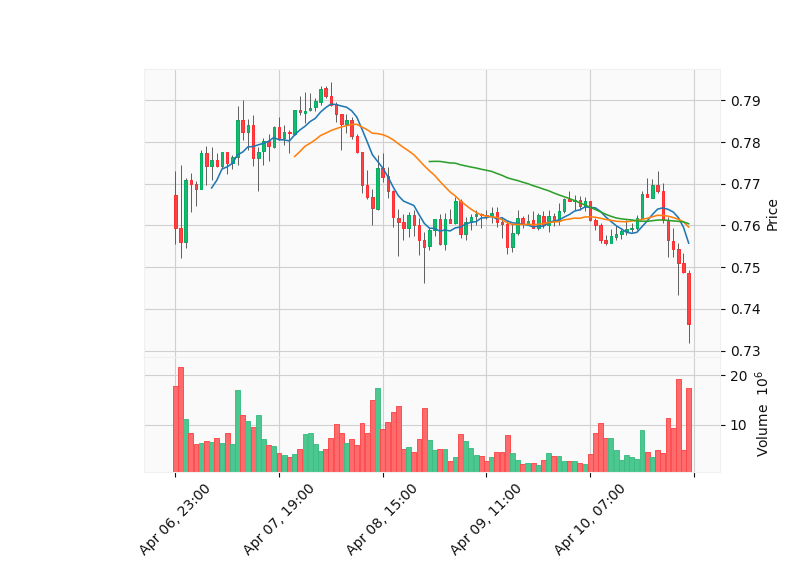 0.79
0.78
0.77
0.76
0.75
0.74
0.73
Price
20
10
Volume 10⁶
Apr 06, 23:00
Apr 07, 19:00
Apr 08, 15:00
Apr 09, 11:00
Apr 10, 07:00